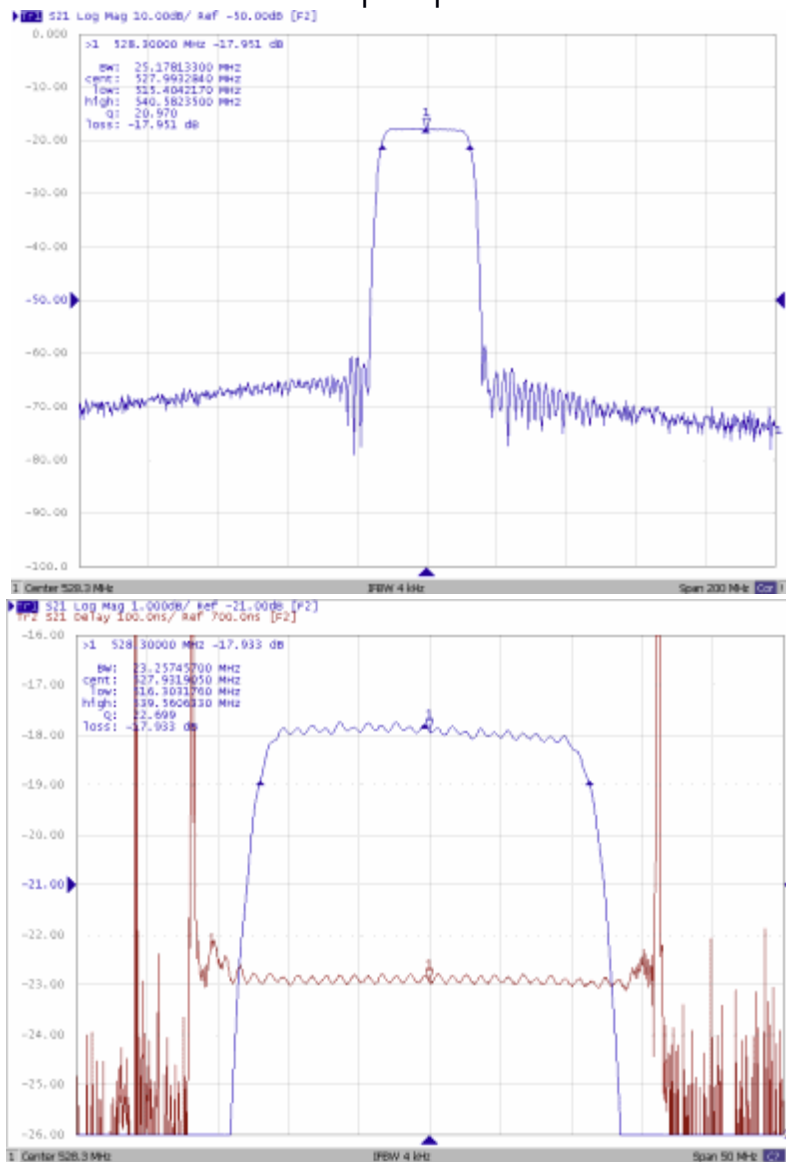 Tr1 S21 Log Mag 10.00dB/ Ref -50.00dB [F2]
0.000
>1 528.30000 MHz -17.951 dB
BW: 25.17813300 MHz
cent: 527.9932840 MHz
low: 515.4042170 MHz
high: 540.5823500 MHz
Q: 20.970
loss: -17.951 dB
-10.00
1
-20.00
-30.00
-40.00
-50.00
-60.00
-70.00
-80.00
-90.00
-100.0
1 Center 528.3 MHz IFBW 4 kHz Span 200 MHz Cor !
Tr1 S21 Log Mag 1.000dB/ Ref -21.00dB [F2]
Tr2 S21 Delay 100.0ns/ Ref 700.0ns [F2]
-16.00
>1 528.30000 MHz -17.933 dB
BW: 23.25745700 MHz
cent: 527.9319050 MHz
low: 516.3031760 MHz
high: 539.5606330 MHz
Q: 22.699
loss: -17.933 dB
-17.00
1
-18.00
-19.00
-20.00
-21.00
-22.00
-23.00
-24.00
-25.00
-26.00
1 Center 528.3 MHz IFBW 4 kHz Span 50 MHz